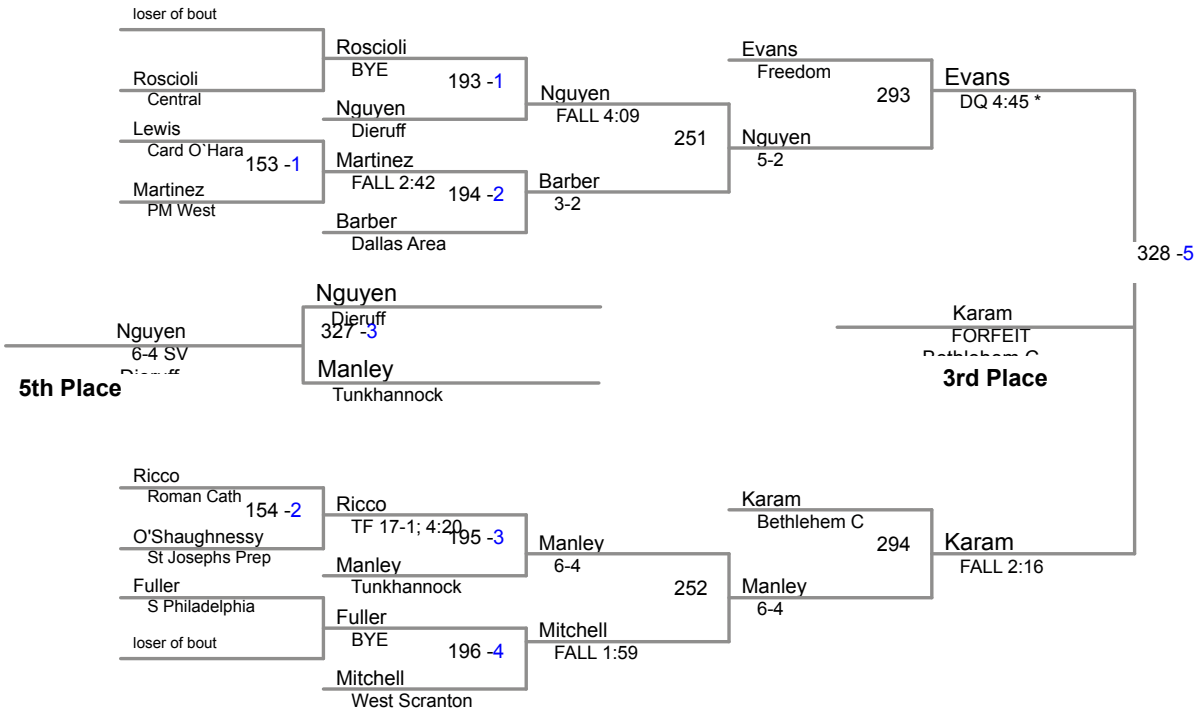 loser of bout
Roscioli
Central
Lewis
Card O`Hara
153 -1
Martinez
PM West
Roscioli
BYE
193 -1
Nguyen
Dieruff
Martinez
FALL 2:42
194 -2
Barber
Dallas Area
Nguyen
FALL 4:09
251
Barber
3-2
Evans
Freedom
293
Nguyen
5-2
Evans
DQ 4:45 *
328 -5
Nguyen
Dieruff
327 -3
Manley
Tunkhannock
Nguyen
6-4 SV
Dieruff
5th Place
Karam
FORFEIT
Bethlehem C
3rd Place
Ricco
Roman Cath
154 -2
O'Shaughnessy
St Josephs Prep
Fuller
S Philadelphia
loser of bout
Ricco
TF 17-1; 4:20
195 -3
Manley
Tunkhannock
Fuller
BYE
196 -4
Mitchell
West Scranton
Manley
6-4
252
Mitchell
FALL 1:59
Karam
Bethlehem C
294
Manley
6-4
Karam
FALL 2:16